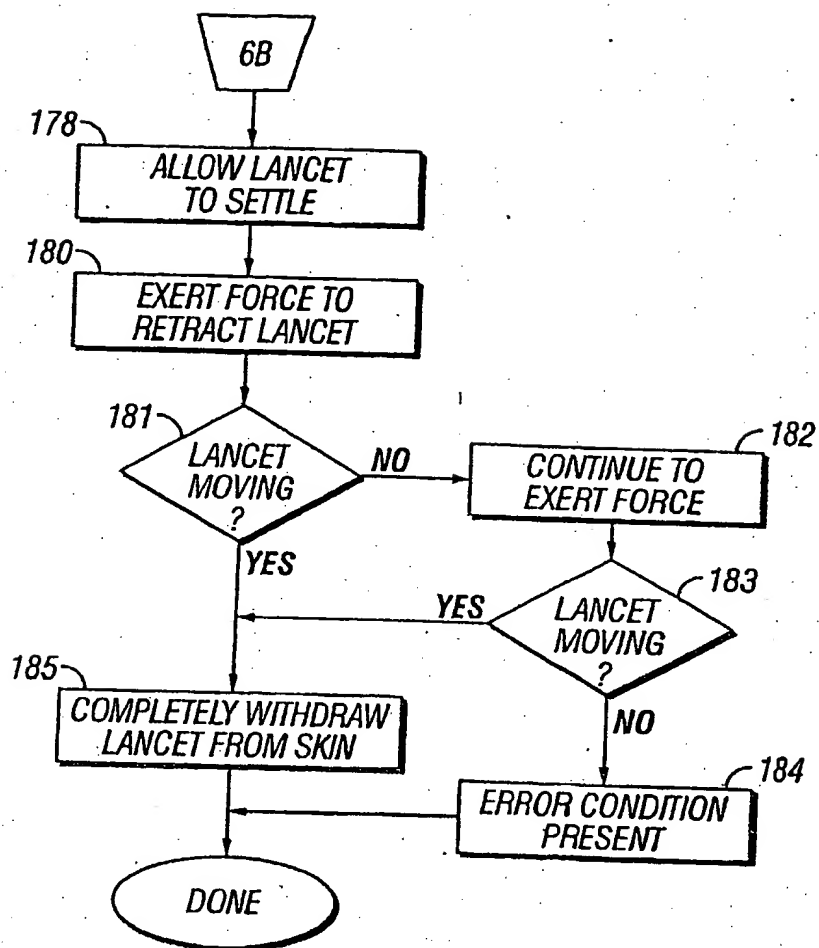 6B
178
ALLOW LANCET
TO SETTLE
180
EXERT FORCE TO
RETRACT LANCET
181
LANCET
MOVING
?
NO
182
CONTINUE TO
EXERT FORCE
YES
183
LANCET
MOVING
?
YES
NO
185
COMPLETELY WITHDRAW
LANCET FROM SKIN
184
ERROR CONDITION
PRESENT
DONE